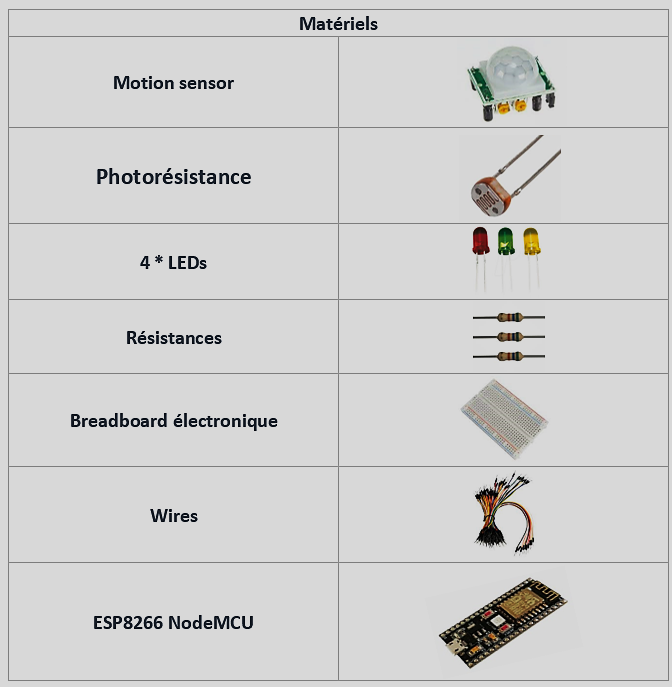 Matériels
Motion sensor
Photorésistance
4 * LEDs
Résistances
Breadboard électronique
Wires
ESP8266 NodeMCU